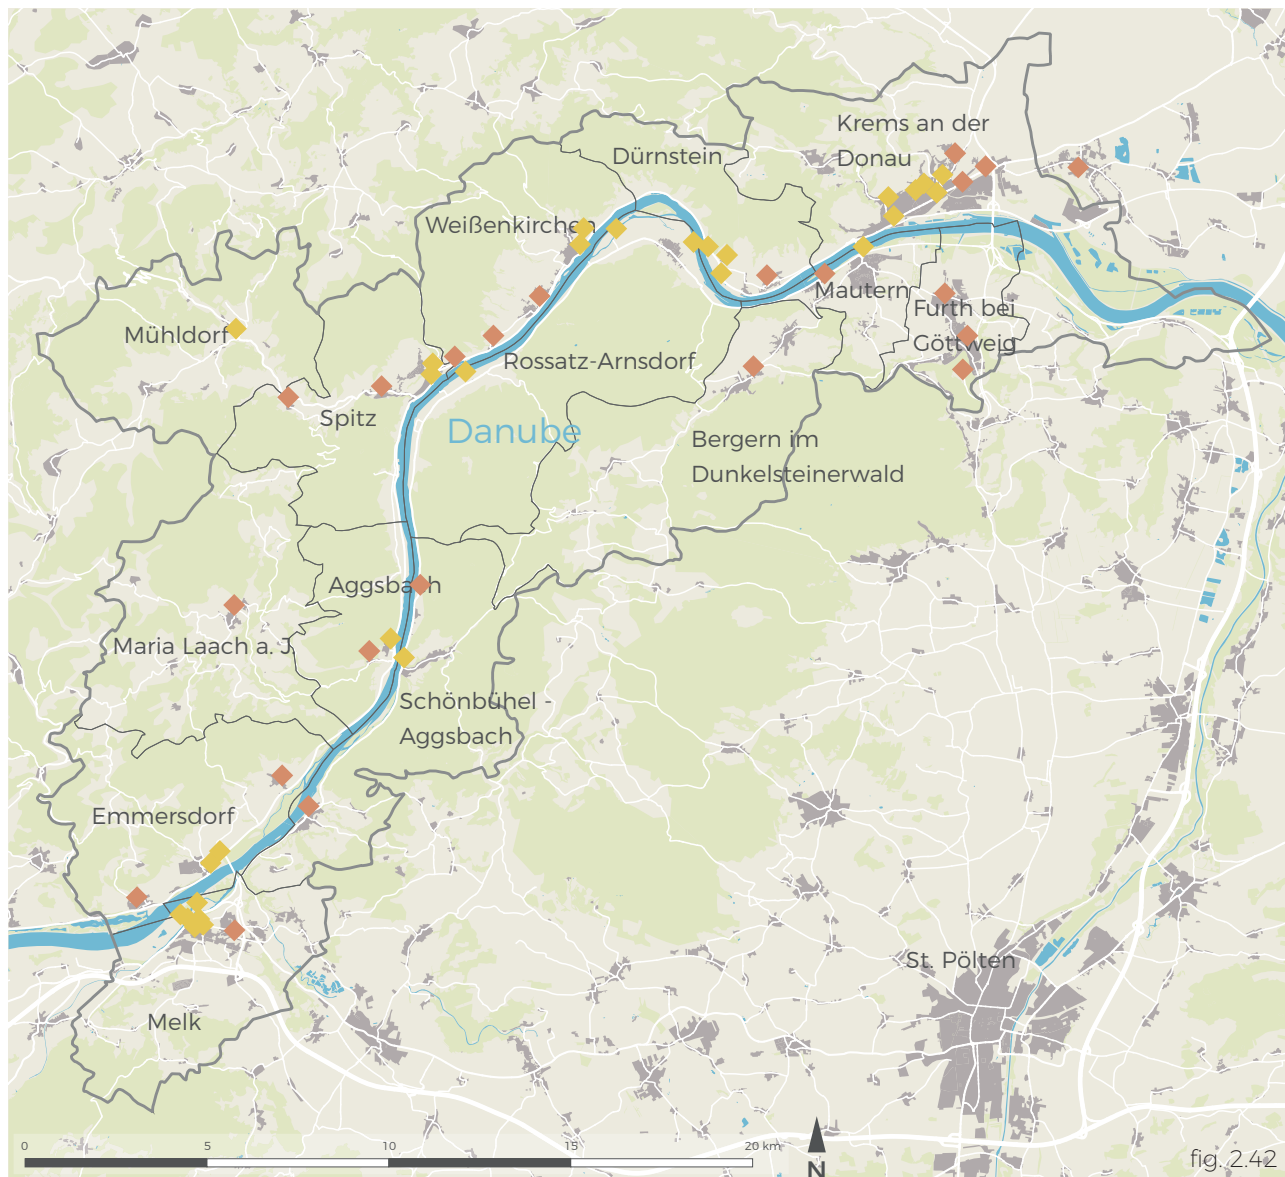 Krems an der
Donau
Dürnstein
Weißenkirchen
Mautern
Furth bei
Göttweig
Mühldorf
Rossatz-Arnsdorf
Spitz
Danube
Bergern im
Dunkelsteinerwald
Aggsbach
Maria Laach a. J.
Schönbühel -
Aggsbach
Emmersdorf
St. Pölten
Melk
0 5 10 15 20 km
N
fig. 2.42